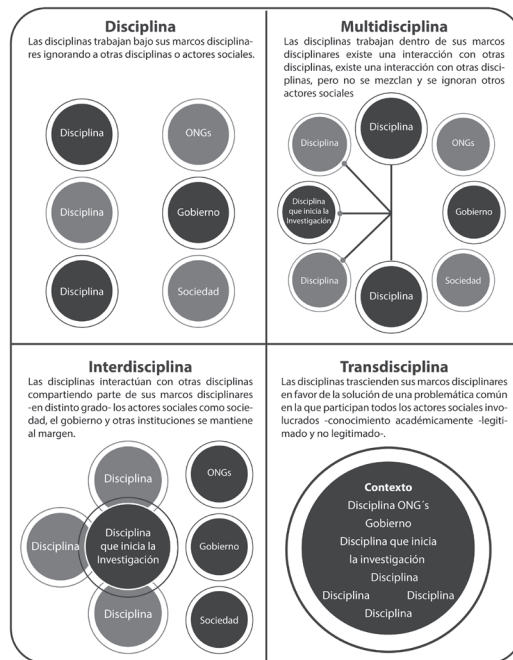 Disciplina
Las disciplinas trabajan bajo sus marcos disciplina-
res ignorando a otras disciplinas o actores sociales.
Disciplina
ONGs
Disciplina
Gobierno
Disciplina
Sociedad
Multidisciplina
Las disciplinas trabajan dentro de sus marcos
disciplinares existe una interacción con otras
disciplinas, existe una interacción con otras disci-
plinas, pero no se mezclan y se ignoran otros
actores sociales
Disciplina
Disciplina
ONGs
Disciplina
que inicia la
Investigación
Gobierno
Disciplina
Disciplina
Sociedad
Interdisciplina
Las disciplinas interactúan con otras disciplinas
compartiendo parte de sus marcos disciplinares
-en distinto grado- los actores sociales como socie-
dad, el gobierno y otras instituciones se mantiene
al margen.
Disciplina
ONGs
Disciplina
Disciplina
que inicia la
Investigación
Gobierno
Disciplina
Sociedad
Transdisciplina
Las disciplinas trascienden sus marcos disciplinares
en favor de la solución de una problemática común
en la que participan todos los actores sociales invo-
lucrados -conocimiento académicamente -legiti-
mado y no legitimado-.
Contexto
Disciplina ONG´s
Gobierno
Disciplina que inicia
la investigación
Disciplina
Disciplina Disciplina
Disciplina